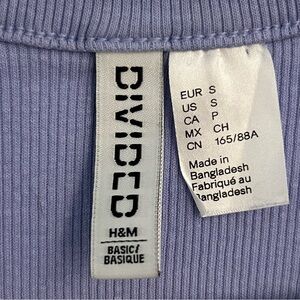 DIVIDED
H&M
BASIC/
BASIQUE
EUR S
US S
CA P
MX CH
CN 165/88A
Made in
Bangladesh
Fabriqué au
Bangladesh